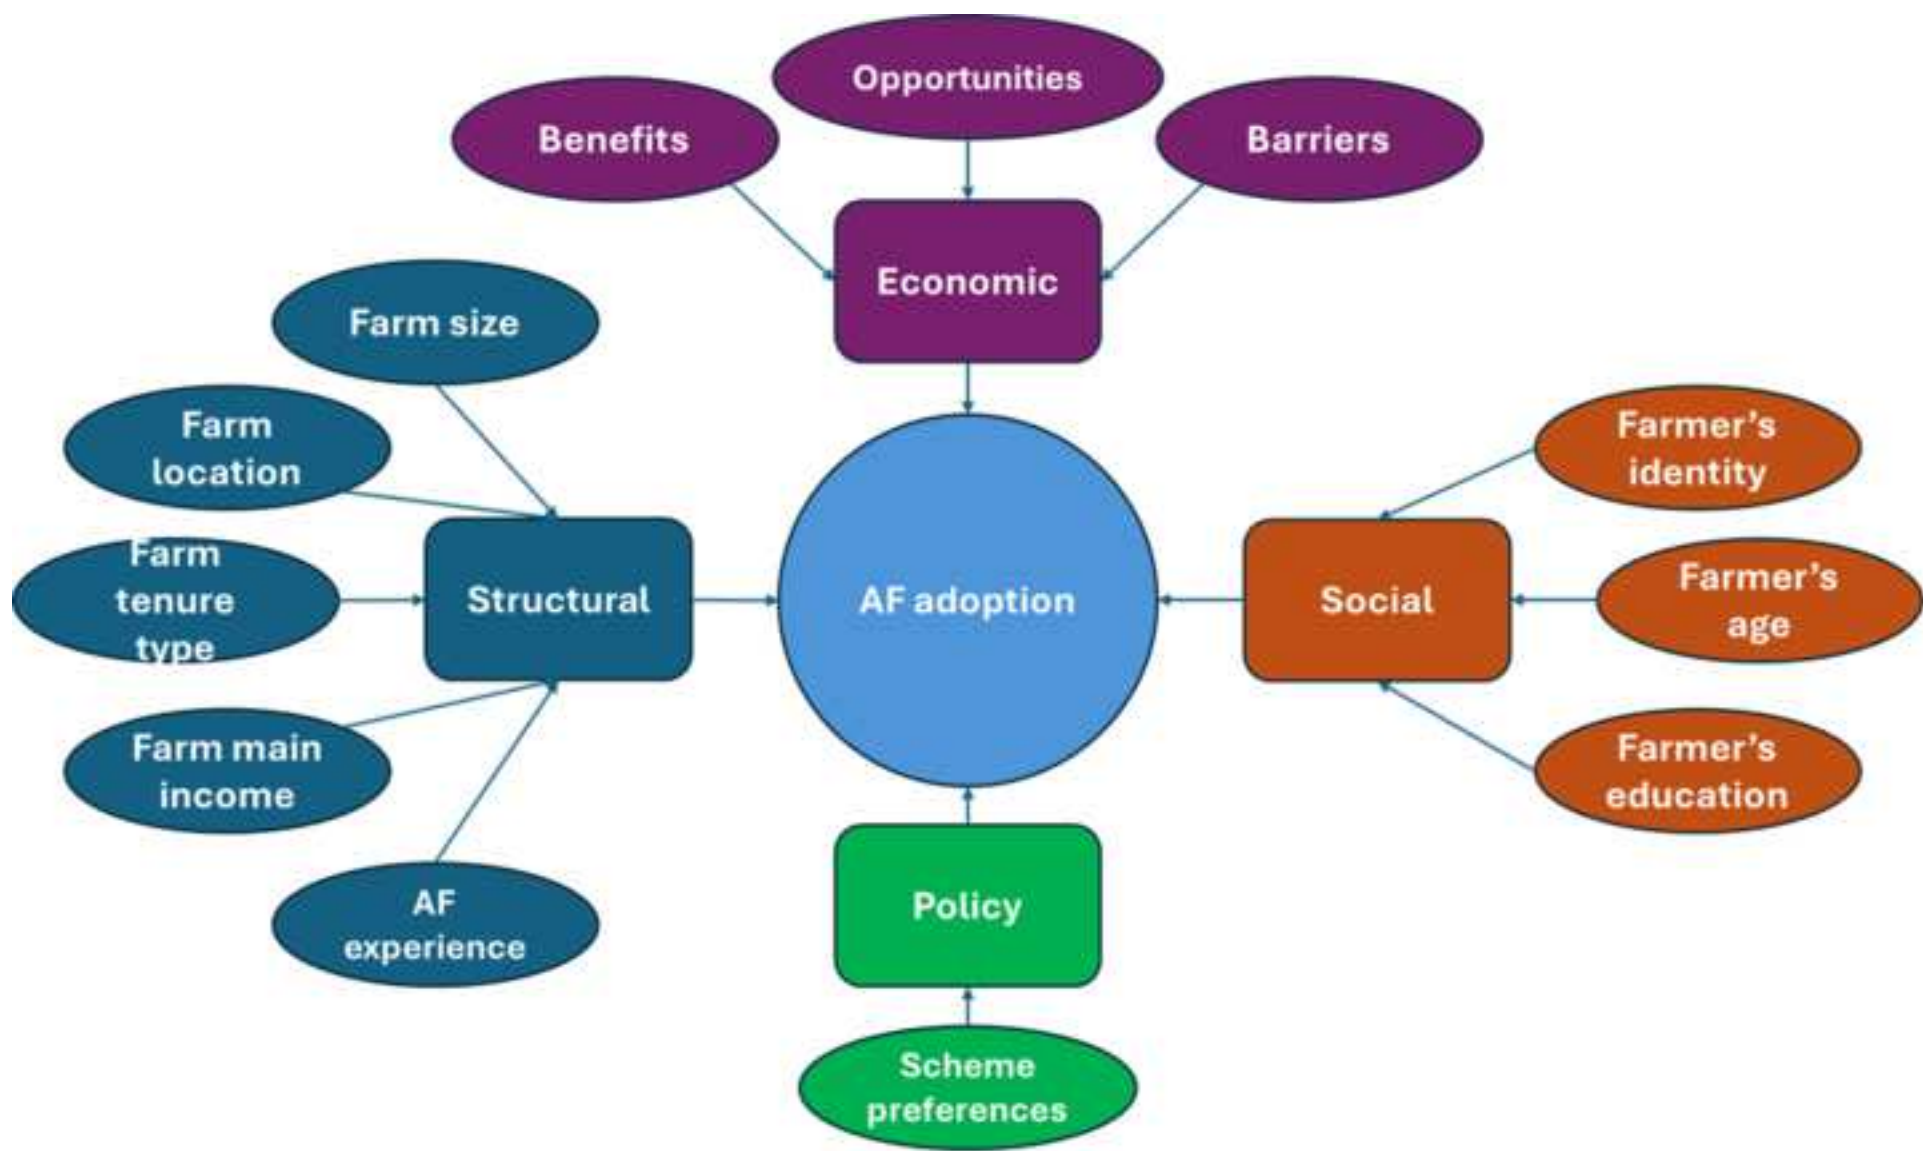 Opportunities
Benefits
Barriers
Economic
Farm size
Farm
location
Farm
tenure
type
Structural
Farm main
income
AF
experience
AF adoption
Social
Farmer’s
identity
Farmer’s
age
Farmer’s
education
Policy
Scheme
preferences